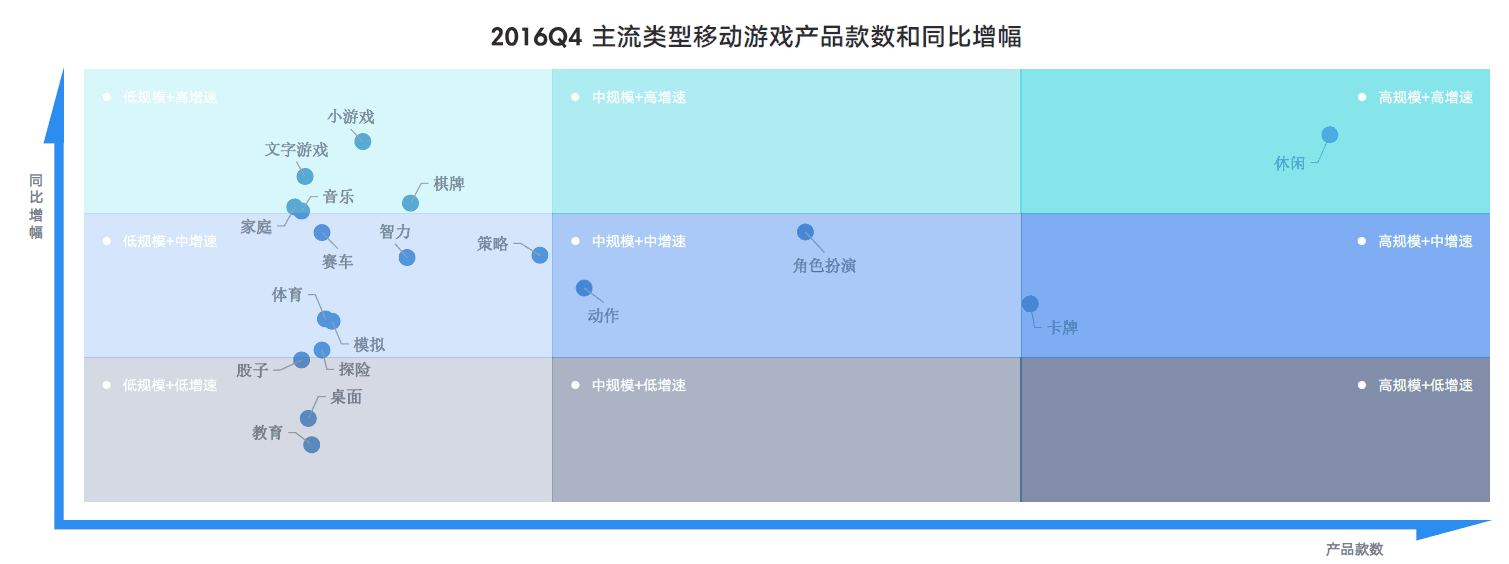 2016Q4 主流类型移动游戏产品款数和同比增幅
低规模+高增速
中规模+高增速
高规模+高增速
小游戏
文字游戏
休闲
棋牌
音乐
同比增幅
家庭
智力
低规模+中增速
中规模+中增速
高规模+中增速
策略
赛车
角色扮演
体育
动作
卡牌
模拟
骰子
探险
低规模+低增速
中规模+低增速
高规模+低增速
桌面
教育
产品款数